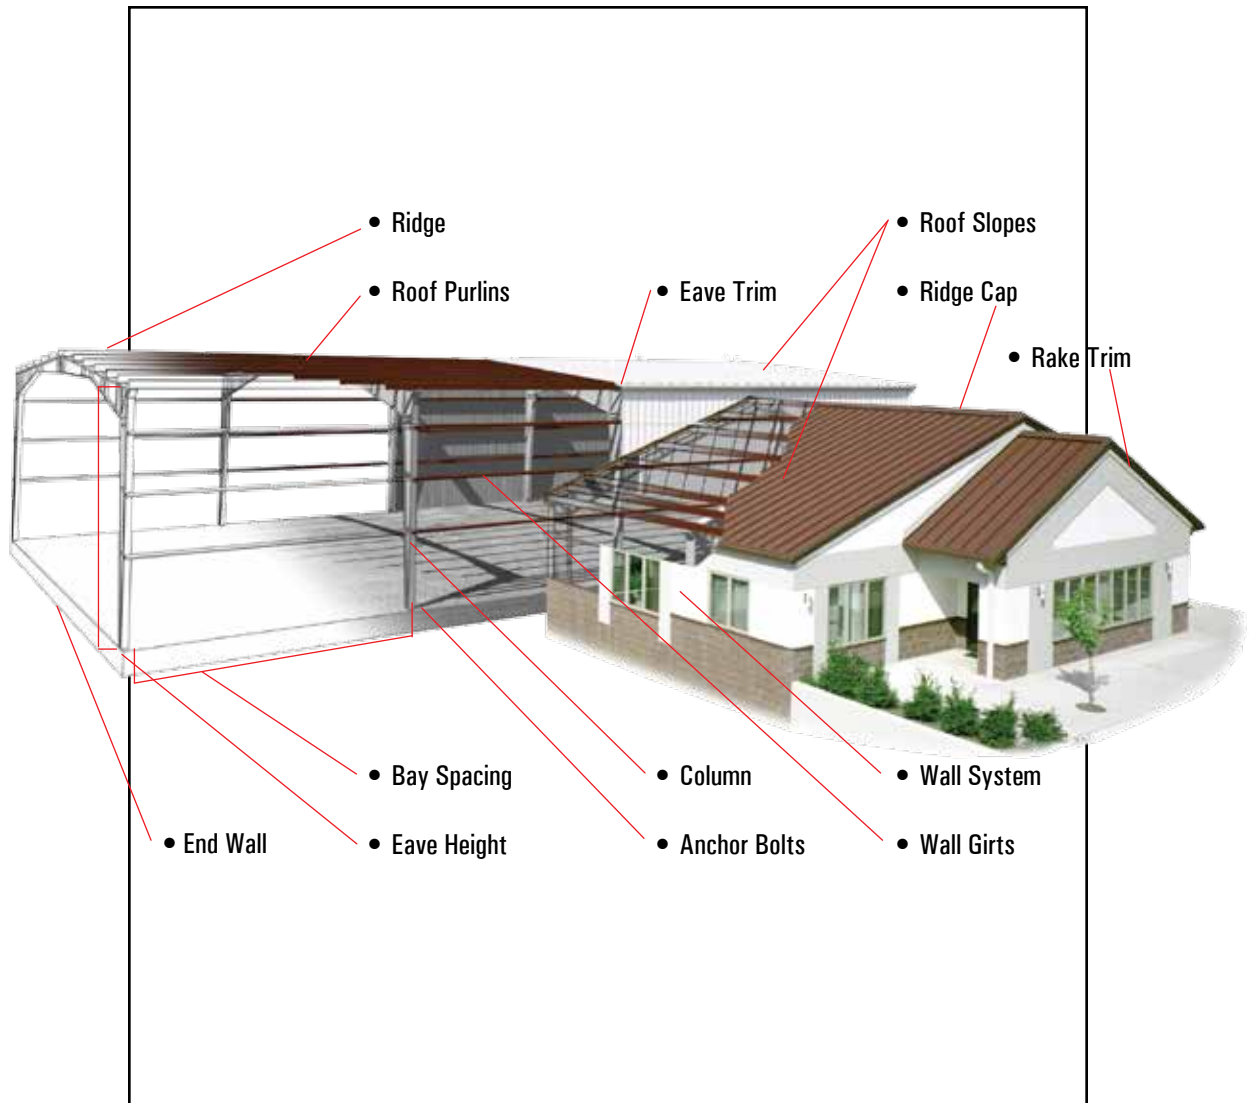 • Ridge
• Roof Slopes
• Roof Purlins
• Eave Trim
• Ridge Cap
• Rake Trim
• Bay Spacing
• Column
• Wall System
• End Wall
• Eave Height
• Anchor Bolts
• Wall Girts